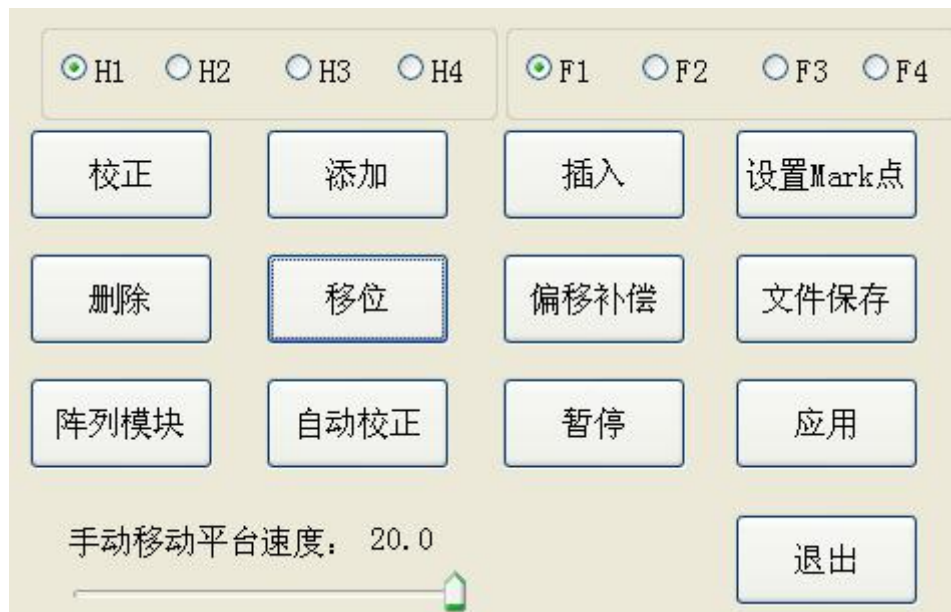 H1 H2 H3 H4 F1 F2 F3 F4
校正 添加 插入 设置Mark点
删除 移位 偏移补偿 文件保存
阵列模块 自动校正 暂停 应用
手动移动平台速度: 20.0
退出